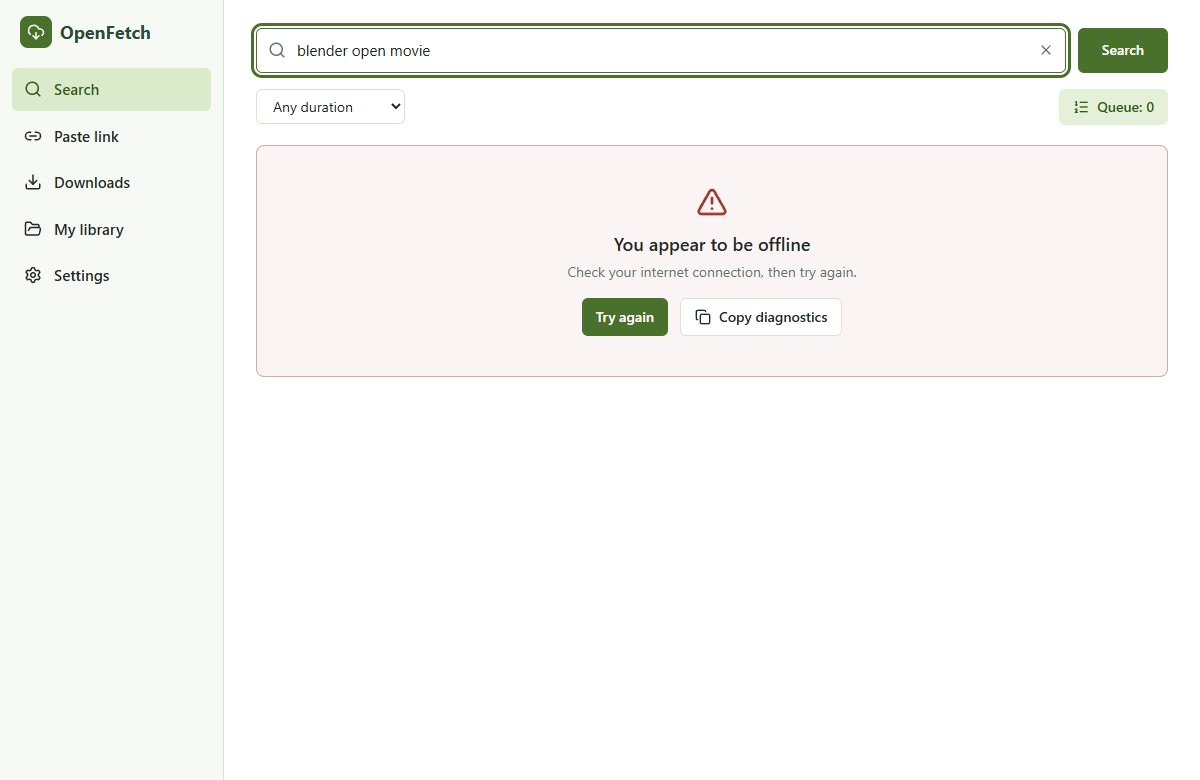 OpenFetch
Search
Paste link
Downloads
My library
Settings
blender open movie
Search
Any duration
Queue: 0
You appear to be offline
Check your internet connection, then try again.
Try again
Copy diagnostics